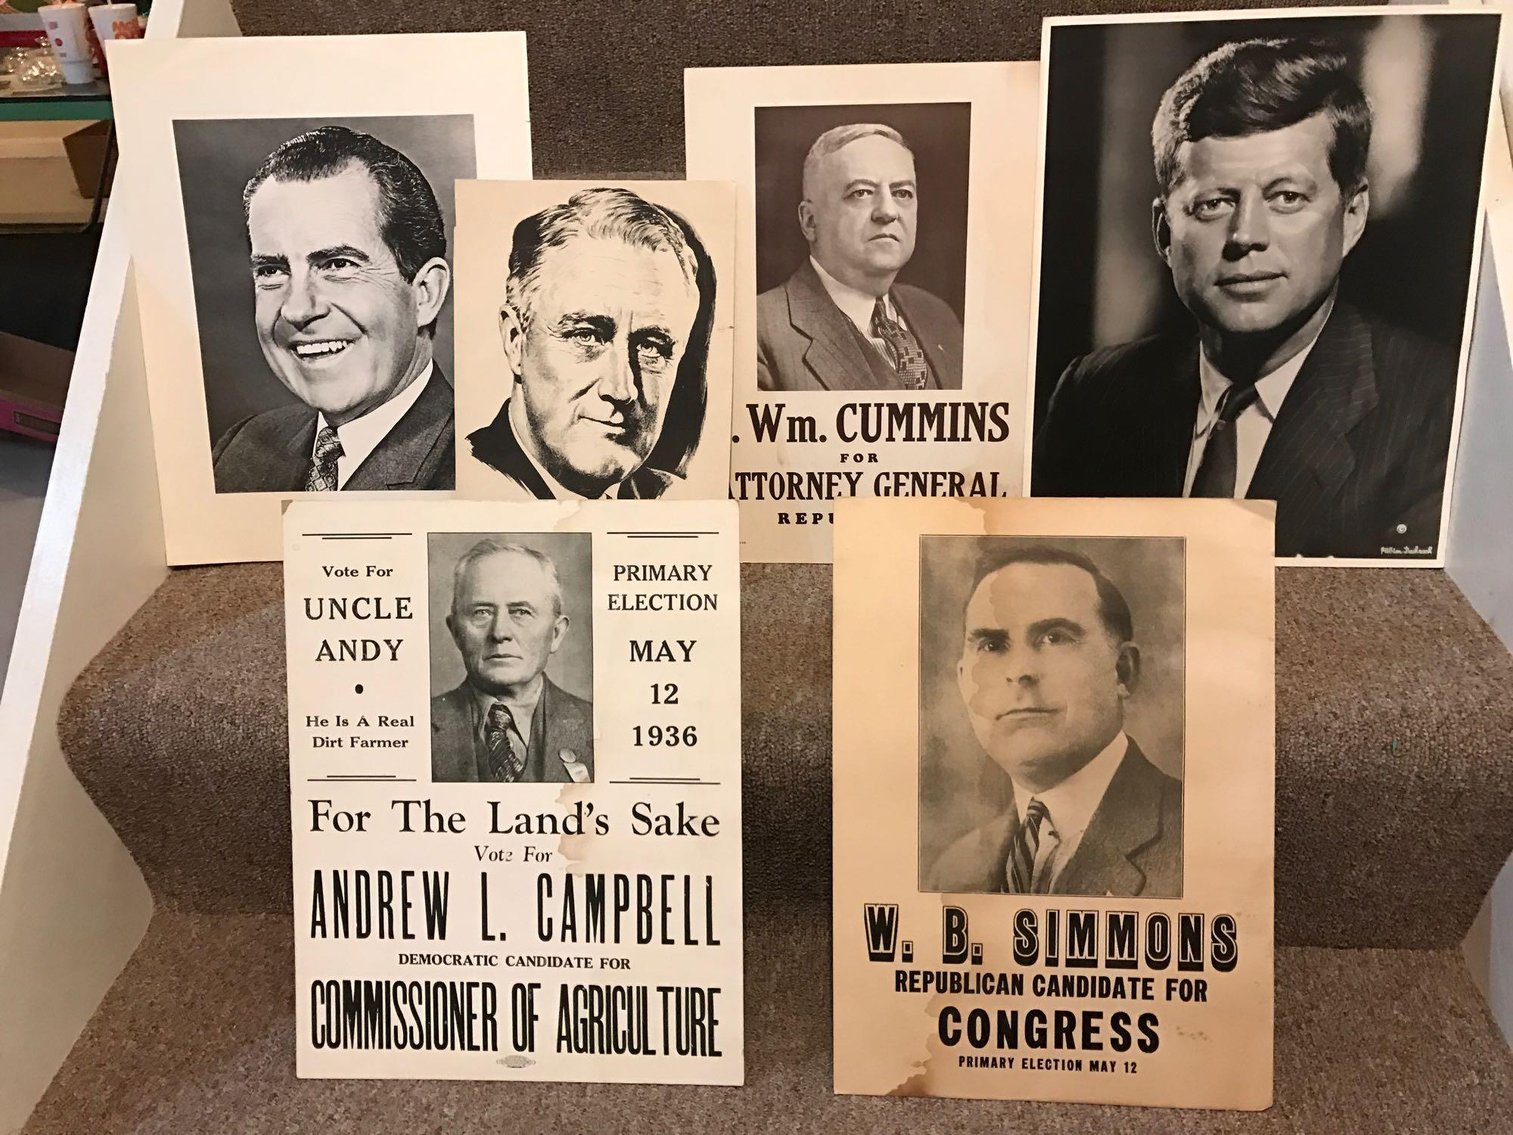 . Wm. CUMMINS
FOR
ATTORNEY GENERAL
Vote For
UNCLE
ANDY
•
He Is A Real
Dirt Farmer
PRIMARY
ELECTION
MAY
12
1936
For The Land's Sake
Vote For
ANDREW L. CAMPBELL
DEMOCRATIC CANDIDATE FOR
COMMISSIONER OF AGRICULTURE
W. B. SIMMONS
REPUBLICAN CANDIDATE FOR
CONGRESS
PRIMARY ELECTION MAY 12